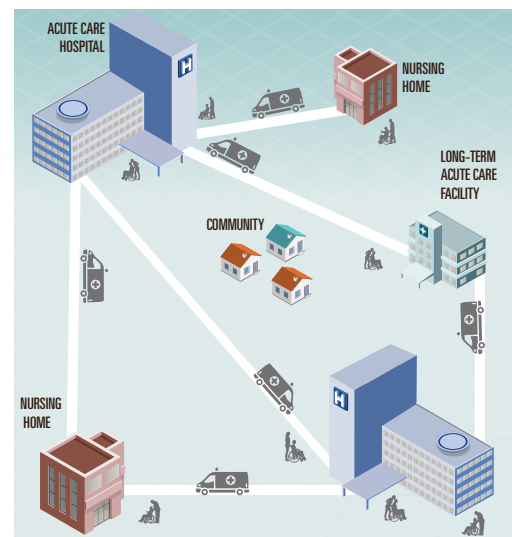 ACUTE CARE
HOSPITAL
H
NURSING
HOME
LONG-TERM
ACUTE CARE
FACILITY
COMMUNITY
NURSING
HOME
H